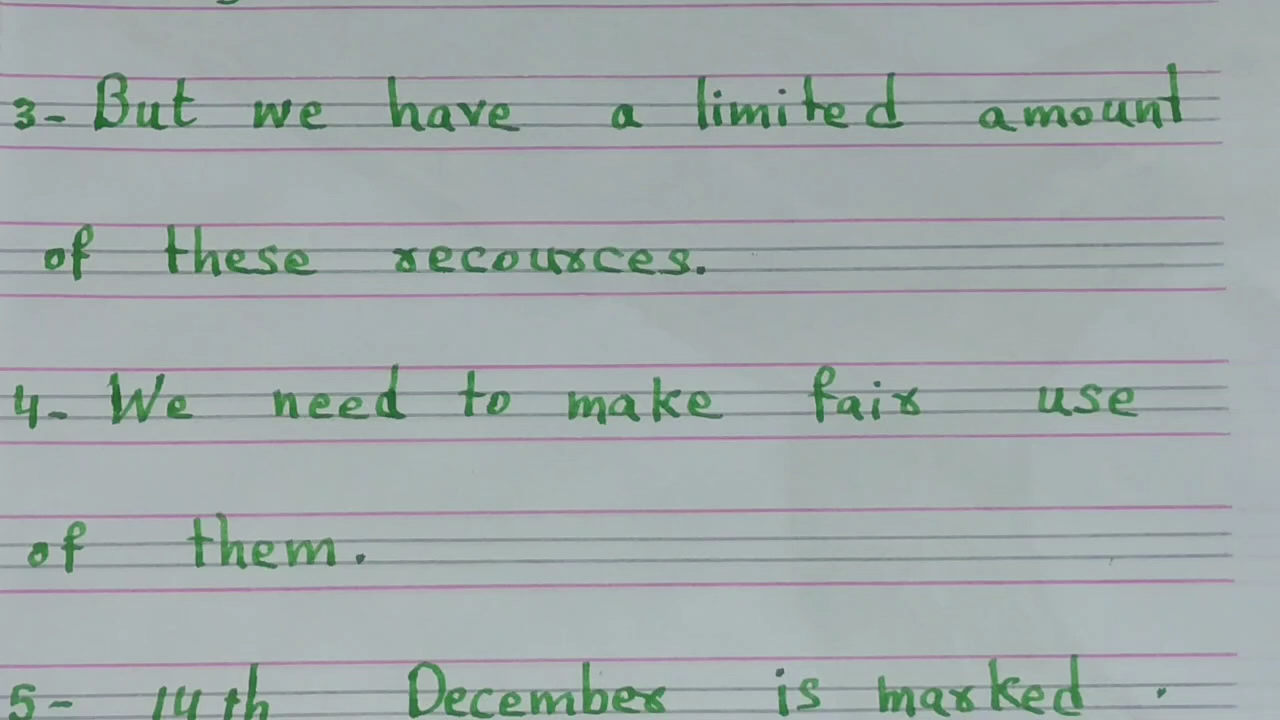 3- But we have a limited amount
of these recources.
4- We need to make fair use
of them.
5- 14th December is marked